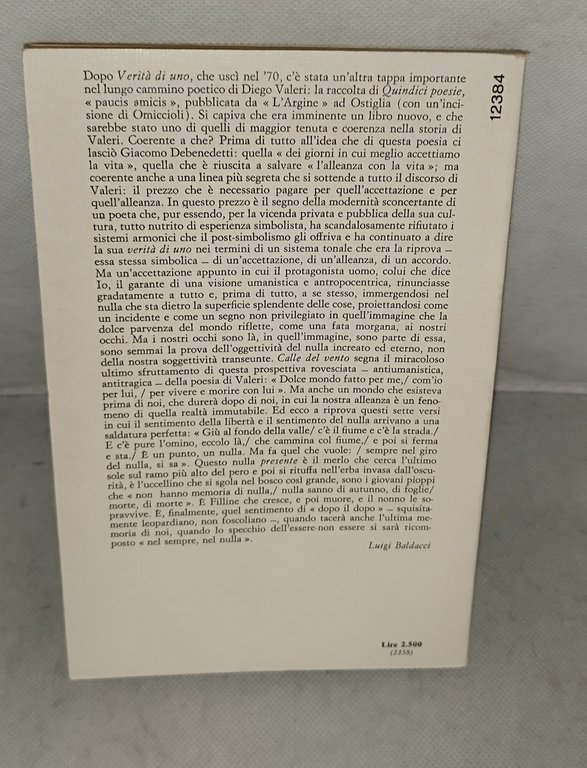 Dopo Verità di uno, che uscì nel '70, c'è stata un'altra tappa importante
nel lungo cammino poetico di Diego Valeri: la raccolta di Quindici poesie,
« paucis amicis », pubblicata da « L'Argine » ad Ostiglia (con un'inci-
sione di Omiccioli). Si capiva che era imminente un libro nuovo, e che
sarebbe stato uno di quelli di maggior tenuta e coerenza nella storia di
Valeri. Coerente a che? Prima di tutto all'idea che di questa poesia ci
lasciò Giacomo Debenedetti: quella « dei giorni in cui meglio accettiamo
la vita », quella che è riuscita a salvare « l'alleanza con la vita »; ma
coerente anche a una linea più segreta che si sottende a tutto il discorso di
Valeri: il prezzo che è necessario pagare per quell'accettazione e per
quell'alleanza. In questo prezzo è il segno della modernità sconcertante di
un poeta che, pur essendo, per la vicenda privata e pubblica della sua cul-
tura, tutto nutrito di esperienza simbolista, ha scandalosamente rifiutato i
sistemi armonici che il post-simbolismo gli offriva e ha continuato a dire
la sua verità di uno nei termini di un sistema tonale che era la riprova —
essa stessa simbolica — di un'accettazione, di un'alleanza, di un accordo.
Ma un'accettazione appunto in cui il protagonista uomo, colui che dice
Io, il garante di una visione umanistica e antropocentrica, rinunciasse
gradatamente a tutto e, prima di tutto, a se stesso, immergendosi nel
nulla che sta dietro la superficie splendente delle cose, proiettandosi come
un incidente e come un segno non privilegiato in quell'immagine che la
dolce parvenza del mondo riflette, come una fata morgana, ai nostri
occhi. Ma i nostri occhi sono là, in quell'immagine, sono parte di essa,
sono semmai la prova dell'oggettività del nulla increato ed eterno, non
della nostra soggettività transeunte. Calle del vento segna il miracoloso
ultimo sfruttamento di questa prospettiva rovesciata — antiumanistica,
antitragica — della poesia di Valeri: « Dolce mondo fatto per me,/ com'io
per lui, / per vivere e morire con lui ». Ma anche un mondo che esisteva
prima di noi, che durerà dopo di noi, in cui la nostra alleanza è un feno-
meno di quella realtà immutabile. Ed ecco a riprova questi sette versi
in cui il sentimento della libertà e il sentimento del nulla arrivano a una
saldatura perfetta: « Giù al fondo della valle/ c'è il fiume e c'è la strada./
E c'è pure l'omino, eccolo là,/ che cammina col fiume,/ e poi si ferma
e sta./ È un punto, un nulla. Ma fa quel che vuole: / sempre nel giro
del nulla, si sa ». Questo nulla presente è il merlo che cerca l'ultimo
sole sul ramo più alto del pero e poi si rituffa nell'erba invasa dall'oscu-
rità, è l'uccellino che si sgola nel bosco così grande, sono i giovani pioppi
che « non hanno memoria di nulla,/ nulla sanno di autunno, di foglie/
morte, di morte ». È Filline che cresce, e poi muore, e il nonno le so-
pravvive. È, finalmente, quel sentimento di « dopo il dopo » — squisita-
mente leopardiano, non foscoliano —, quando tacerà anche l'ultima me-
moria di noi, quando lo specchio dell'essere-non essere si sarà ricom-
posto « nel sempre, nel nulla ».
Luigi Baldacci
Lire 2.500
(2338)
12384